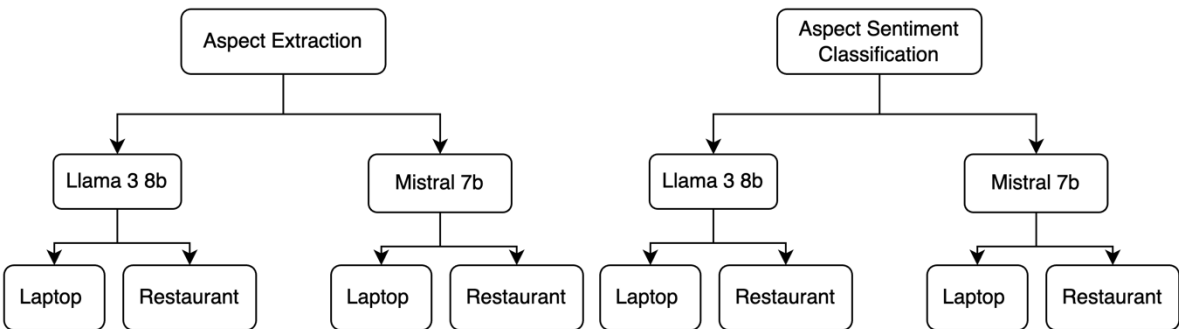 Aspect Extraction
Aspect Sentiment
Classification
Llama 3 8b
Mistral 7b
Llama 3 8b
Mistral 7b
Laptop
Restaurant
Laptop
Restaurant
Laptop
Restaurant
Laptop
Restaurant